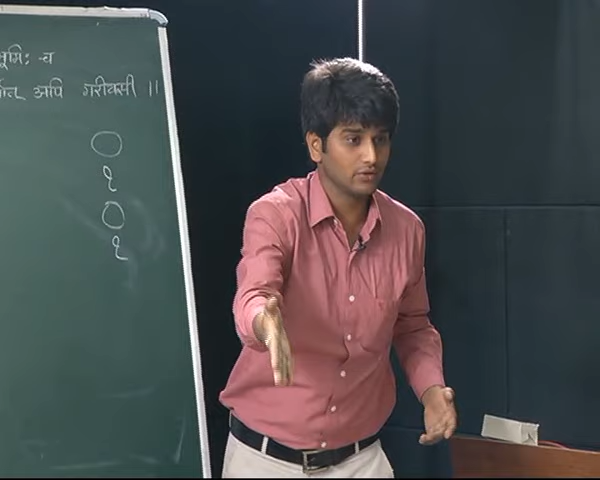 भूमिः च
अपि गरीयसी ॥
०
१
०
१